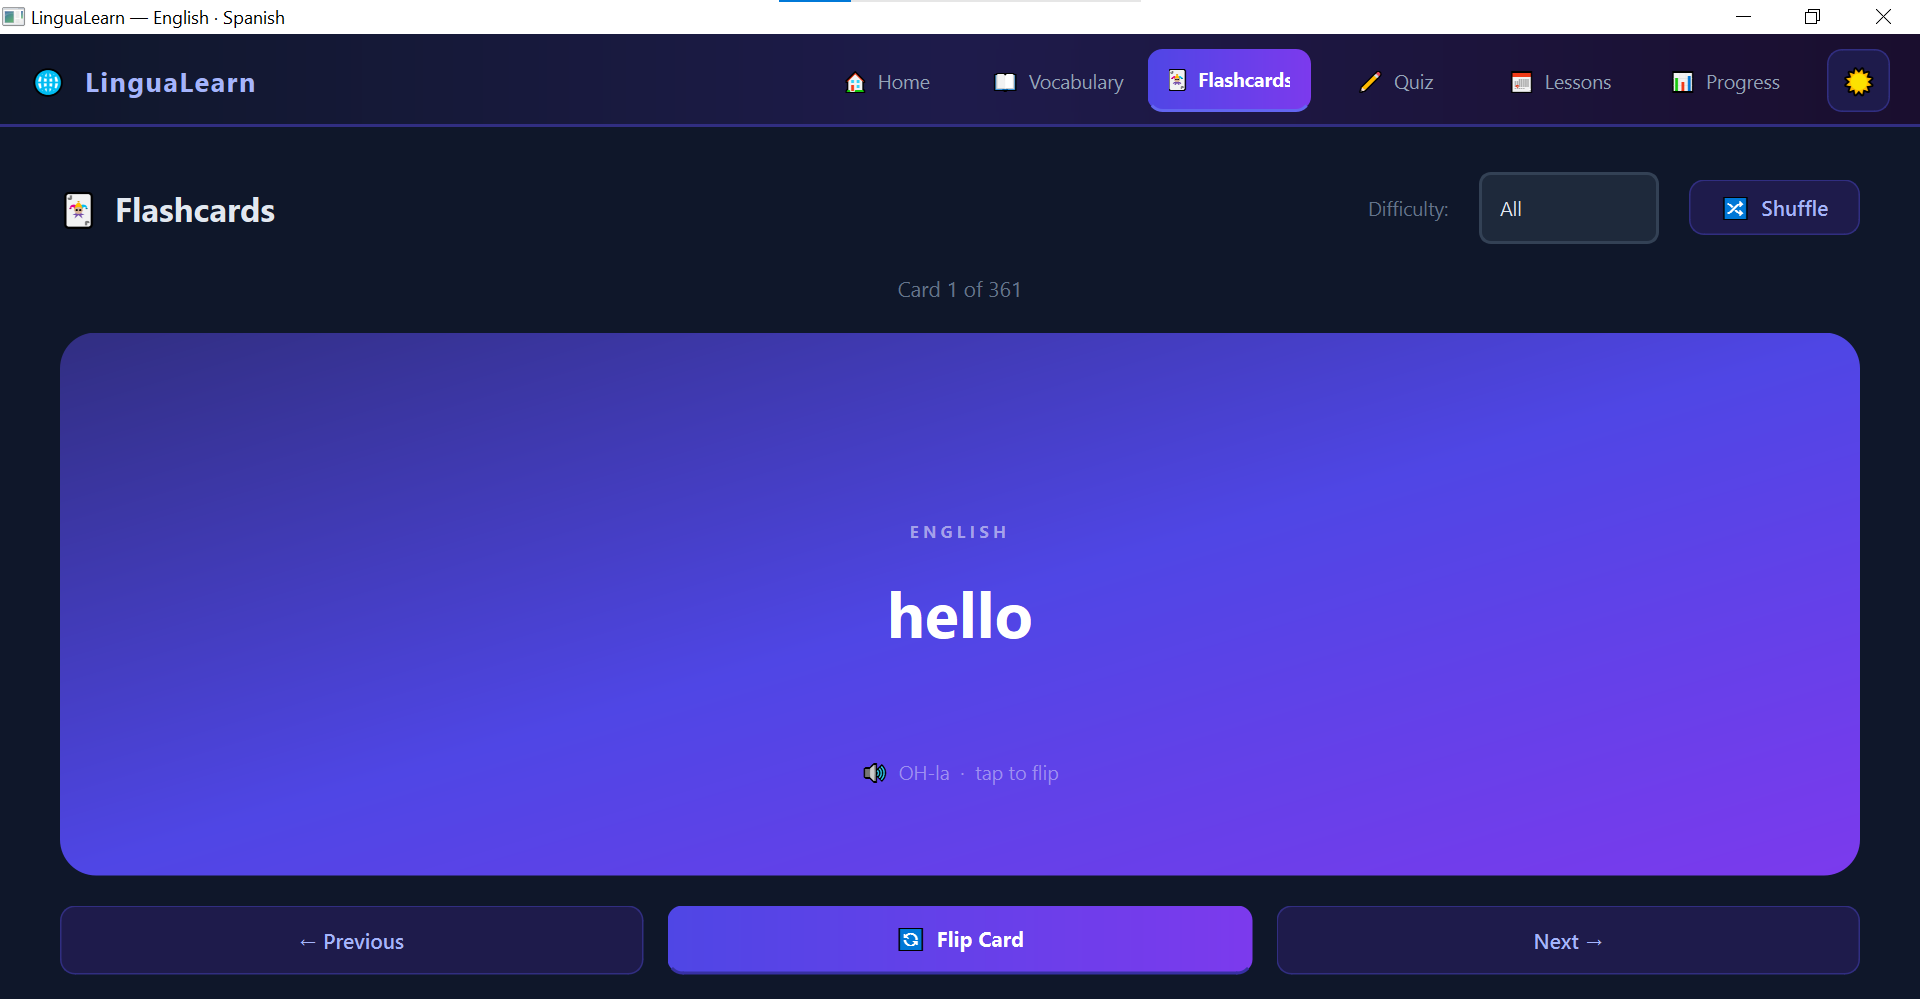 LinguaLearn — English · Spanish
LinguaLearn
Home
Vocabulary
Flashcards
Quiz
Lessons
Progress
Flashcards
Difficulty:
All
Shuffle
Card 1 of 361
ENGLISH
hello
OH-la · tap to flip
← Previous
Flip Card
Next →